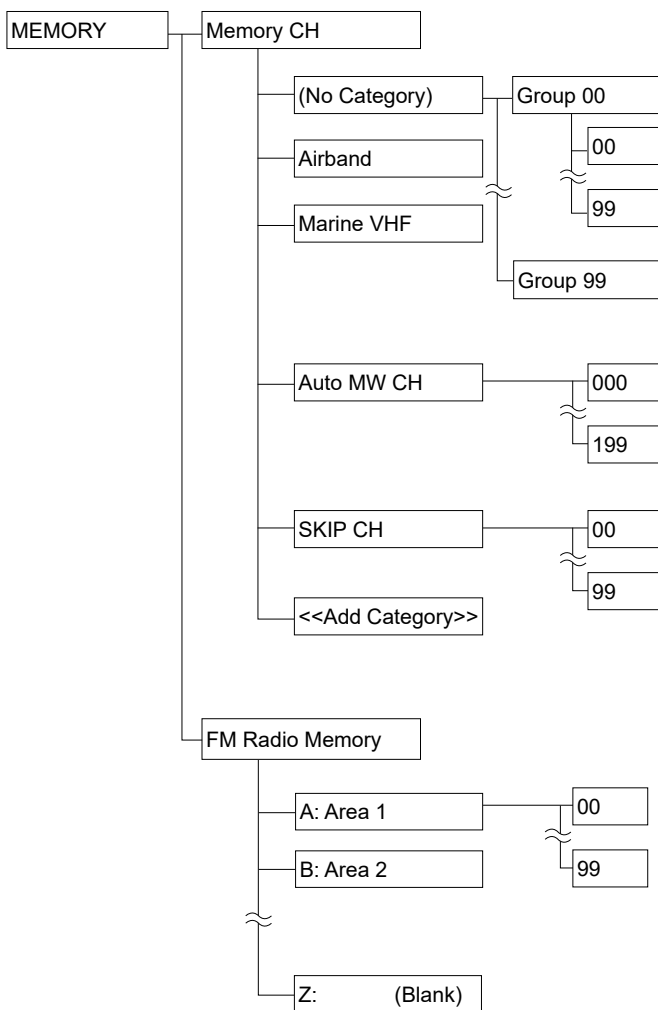 MEMORY
Memory CH
(No Category)
Group 00
00
99
Airband
Marine VHF
Group 99
Auto MW CH
000
199
SKIP CH
00
99
<<Add Category>>
FM Radio Memory
A: Area 1
00
B: Area 2
99
Z: (Blank)